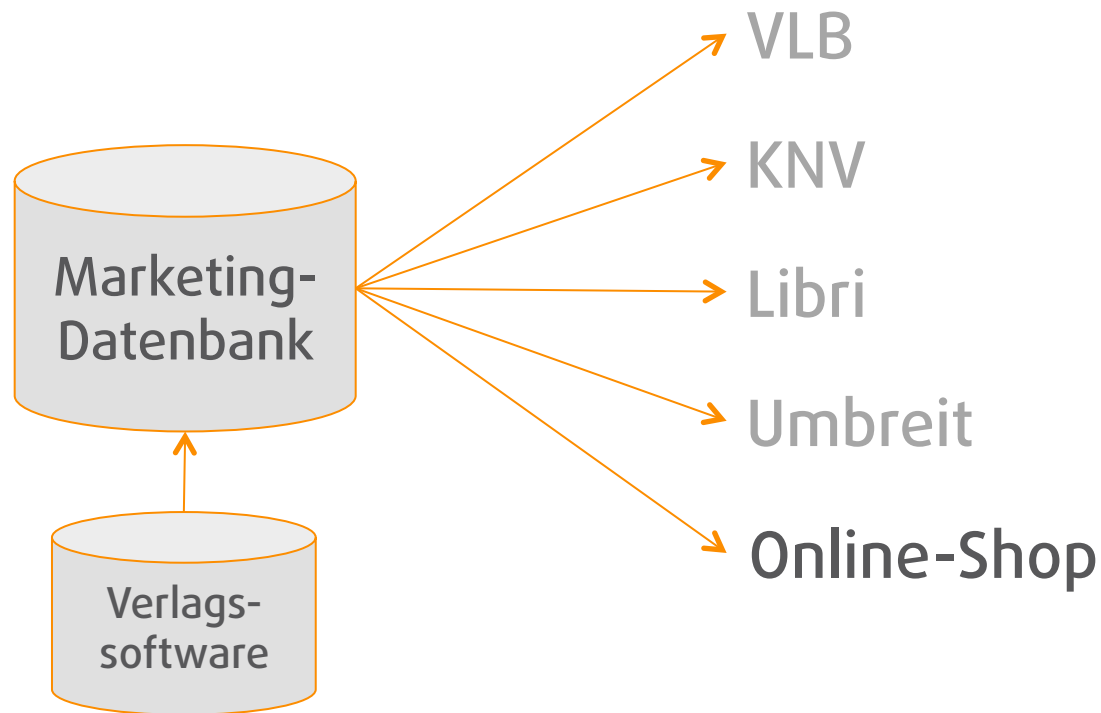 Marketing-
Datenbank
Verlags-
software
VLB
KNV
Libri
Umbreit
Online-Shop